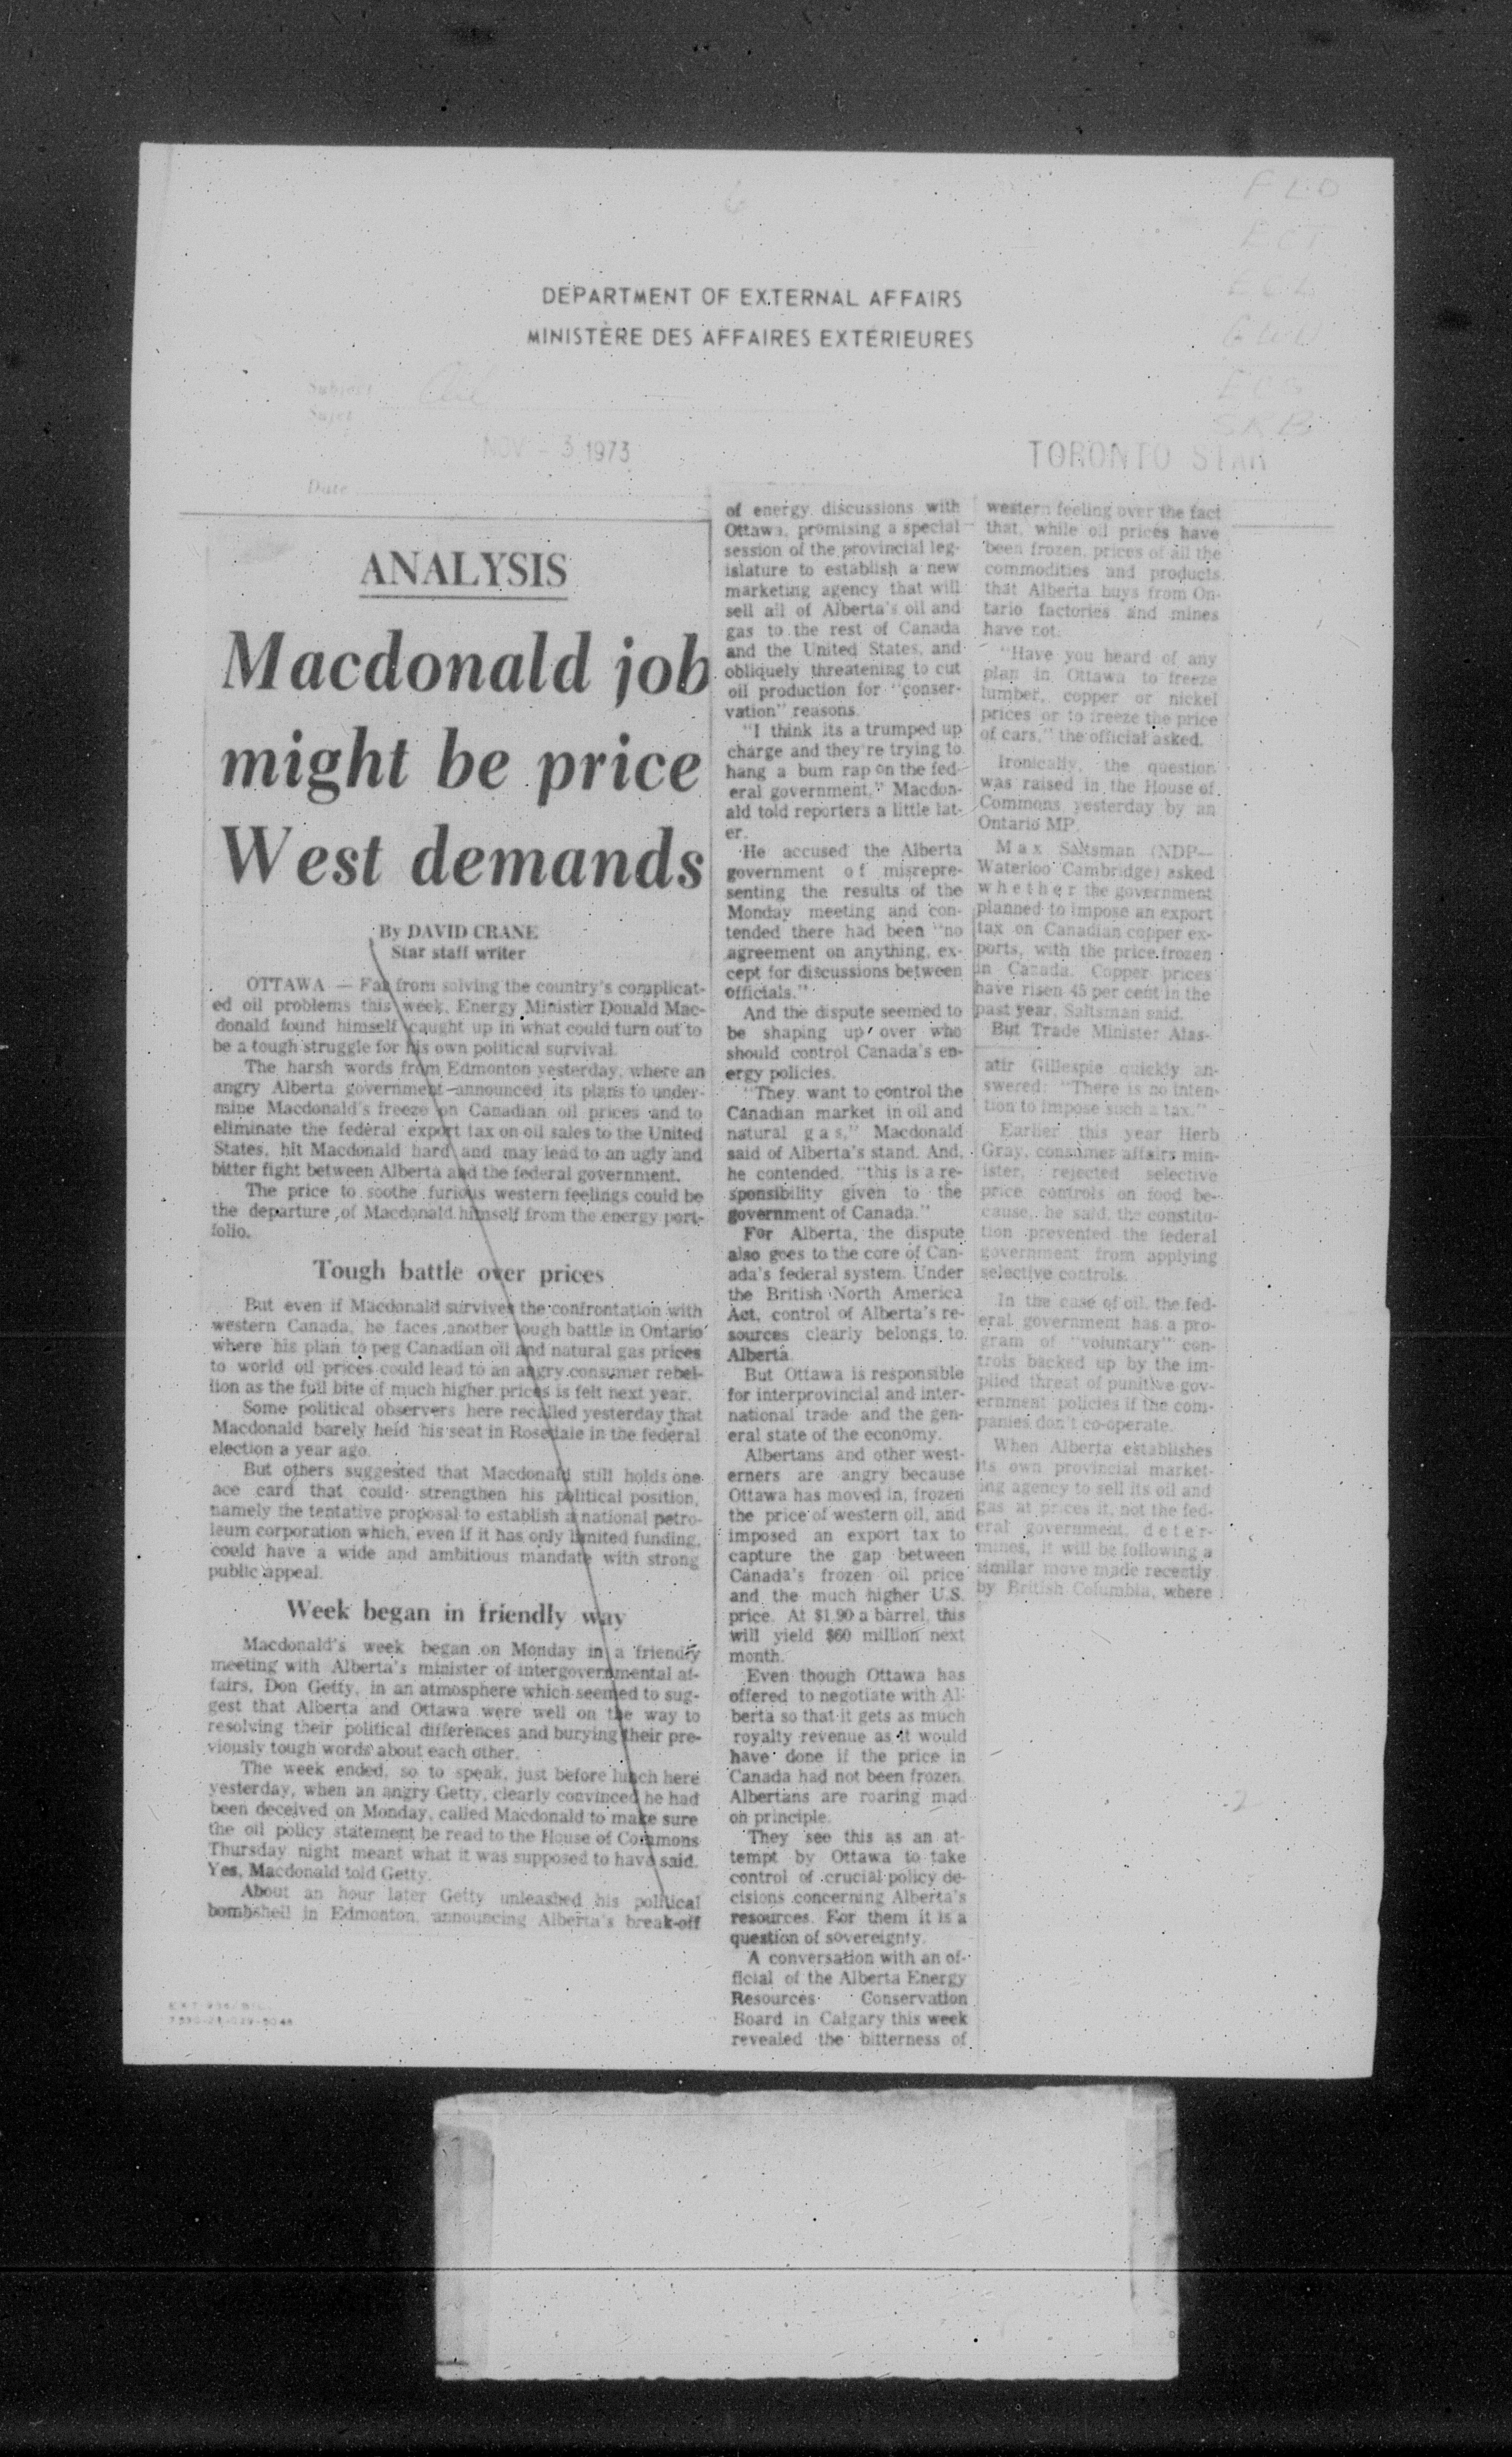 FLD
ECT
ECL
GWU
ECS
SKB
DEPARTMENT OF EXTERNAL AFFAIRS
MINISTÈRE DES AFFAIRES EXTÉRIEURES
Subject
Sujet
NOV - 3 1973
TORONTO STAR
Date
ANALYSIS
Macdonald job
might be price
West demands
By DAVID CRANE
Star staff writer
OTTAWA — Far from solving the country's complicat-
ed oil problems this week, Energy Minister Donald Mac-
donald found himself caught up in what could turn out to
be a tough struggle for his own political survival.
The harsh words from Edmonton yesterday, where an
angry Alberta government announced its plans to under-
mine Macdonald's freeze on Canadian oil prices and to
eliminate the federal export tax on oil sales to the United
States, hit Macdonald hard and may lead to an ugly and
bitter fight between Alberta and the federal government.
The price to soothe furious western feelings could be
the departure of Macdonald himself from the energy port-
folio.
Tough battle over prices
But even if Macdonald survives the confrontation with
western Canada, he faces another tough battle in Ontario
where his plan to peg Canadian oil and natural gas prices
to world oil prices could lead to an angry consumer rebel-
lion as the full bite of much higher prices is felt next year.
Some political observers here recalled yesterday that
Macdonald barely held his seat in Rosedale in the federal
election a year ago.
But others suggested that Macdonald still holds one
ace card that could strengthen his political position,
namely the tentative proposal to establish a national petro-
leum corporation which, even if it has only limited funding,
could have a wide and ambitious mandate with strong
public appeal.
Week began in friendly way
Macdonald's week began on Monday in a friendly
meeting with Alberta's minister of intergovernmental af-
fairs, Don Getty, in an atmosphere which seemed to sug-
gest that Alberta and Ottawa were well on the way to
resolving their political differences and burying their pre-
viously tough words about each other.
The week ended, so to speak, just before lunch here
yesterday, when an angry Getty, clearly convinced he had
been deceived on Monday, called Macdonald to make sure
the oil policy statement he read to the House of Commons
Thursday night meant what it was supposed to have said.
Yes, Macdonald told Getty.
About an hour later Getty unleashed his political
bombshell in Edmonton, announcing Alberta's break-off
of energy discussions with
Ottawa, promising a special
session of the provincial leg-
islature to establish a new
marketing agency that will
sell all of Alberta's oil and
gas to the rest of Canada
and the United States, and
obliquely threatening to cut
oil production for "conser-
vation" reasons.
"I think its a trumped up
charge and they're trying to
hang a bum rap on the fed-
eral government," Macdon-
ald told reporters a little lat-
er.
He accused the Alberta
government of misrepre-
senting the results of the
Monday meeting and con-
tended there had been "no
agreement on anything, ex-
cept for discussions between
officials."
And the dispute seemed to
be shaping up over who
should control Canada's en-
ergy policies.
"They want to control the
Canadian market in oil and
natural gas," Macdonald
said of Alberta's stand. And,
he contended, "this is a re-
sponsibility given to the
government of Canada."
For Alberta, the dispute
also goes to the core of Can-
ada's federal system. Under
the British North America
Act, control of Alberta's re-
sources clearly belongs to
Alberta.
But Ottawa is responsible
for interprovincial and inter-
national trade and the gen-
eral state of the economy.
Albertans and other west-
erners are angry because
Ottawa has moved in, frozen
the price of western oil, and
imposed an export tax to
capture the gap between
Canada's frozen oil price
and the much higher U.S.
price. At $1.90 a barrel, this
will yield $60 million next
month.
Even though Ottawa has
offered to negotiate with Al-
berta so that it gets as much
royalty revenue as it would
have done if the price in
Canada had not been frozen,
Albertans are roaring mad
on principle.
They see this as an at-
tempt by Ottawa to take
control of crucial policy de-
cisions concerning Alberta's
resources. For them it is a
question of sovereignty.
A conversation with an of-
ficial of the Alberta Energy
Resources Conservation
Board in Calgary this week
revealed the bitterness of
western feeling over the fact
that, while oil prices have
been frozen, prices of all the
commodities and products
that Alberta buys from On-
tario factories and mines
have not.
"Have you heard of any
plan in Ottawa to freeze
lumber, copper or nickel
prices or to freeze the price
of cars," the official asked.
Ironically, the question
was raised in the House of
Commons yesterday by an
Ontario MP.
Max Saltsman (NDP—
Waterloo Cambridge) asked
whether the government
planned to impose an export
tax on Canadian copper ex-
ports, with the price frozen
in Canada. Copper prices
have risen 45 per cent in the
past year, Saltsman said.
But Trade Minister Alas-
atir Gillespie quickly an-
swered: "There is no inten-
tion to impose such a tax."
Earlier this year Herb
Gray, consumer affairs min-
ister, rejected selective
price controls on food be-
cause, he said, the constitu-
tion prevented the federal
government from applying
selective controls.
In the case of oil, the fed-
eral government has a pro-
gram of "voluntary" con-
trols backed up by the im-
plied threat of punitive gov-
ernment policies if the com-
panies don't co-operate.
When Alberta establishes
its own provincial market-
ing agency to sell its oil and
gas at prices it, not the fed-
eral government, deter-
mines, it will be following a
similar move made recently
by British Columbia, where